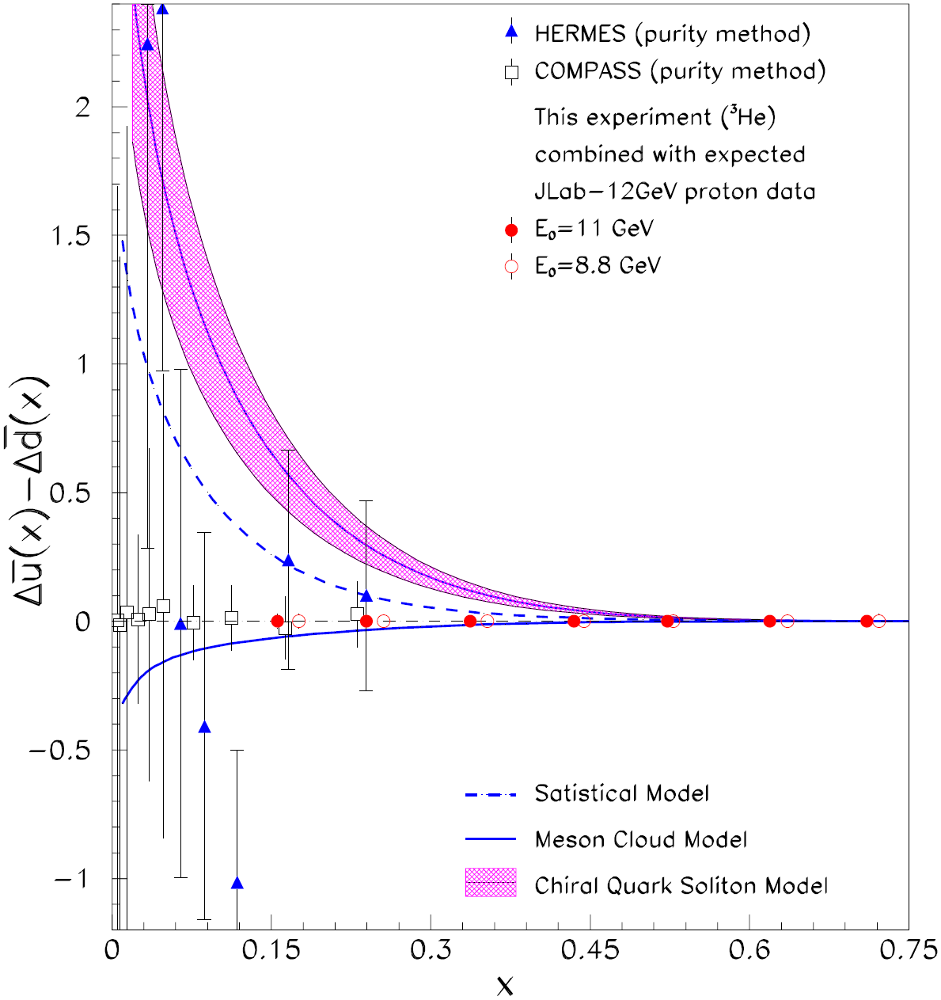 HERMES (purity method)
COMPASS (purity method)
This experiment (³He)
combined with expected
JLab-12GeV proton data
E₀=11 GeV
E₀=8.8 GeV
2
1.5
1
0.5
0
-0.5
-1
Δu̅(x)-Δd̅(x)
Satistical Model
Meson Cloud Model
Chiral Quark Soliton Model
0 0.15 0.3 0.45 0.6 0.75
x